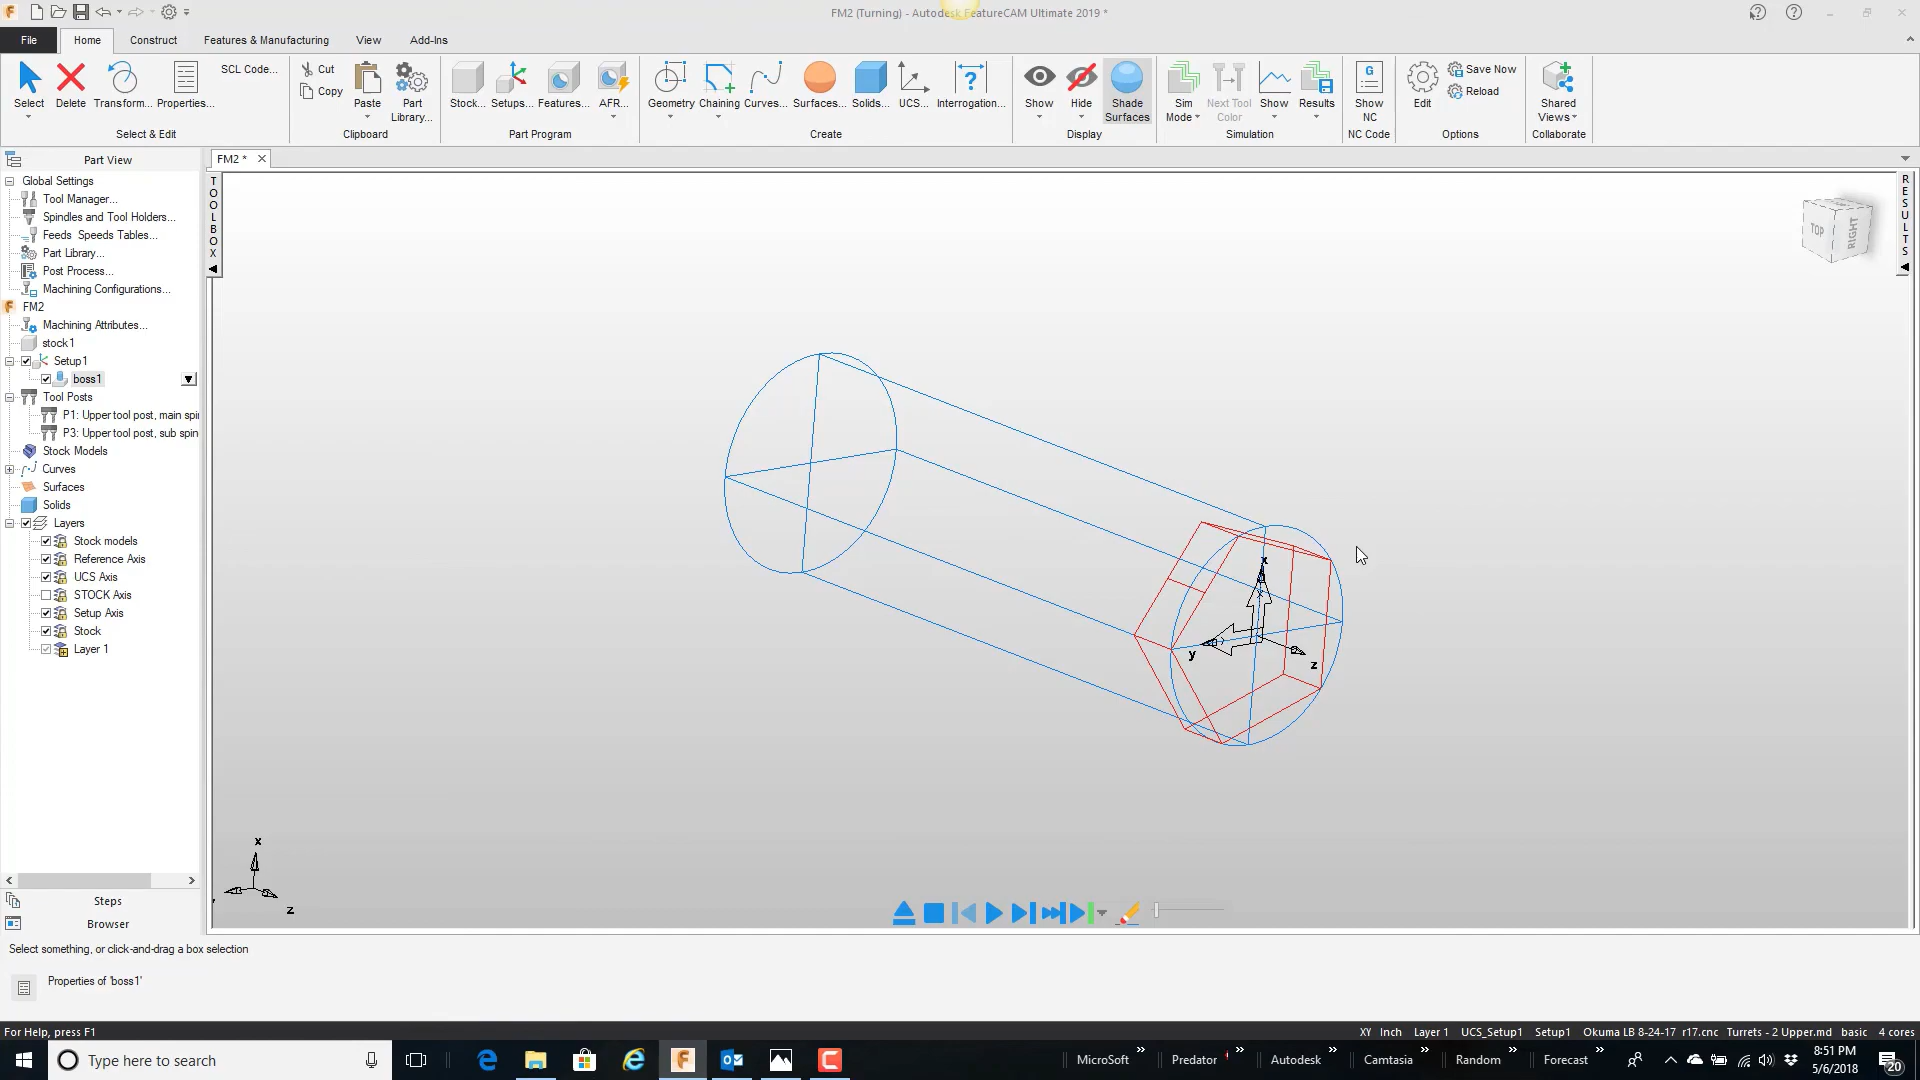 FM2 (Turning) - Autodesk FeatureCAM Ultimate 2019 *
File
Home
Construct
Features & Manufacturing
View
Add-Ins
Select
Delete
Transform...
Properties...
SCL Code...
Select & Edit
Cut
Copy
Paste
Part Library...
Clipboard
Stock...
Setups...
Features...
AFR...
Part Program
Geometry
Chaining
Curves...
Surfaces...
Solids...
UCS...
Interrogation...
Create
Show
Hide
Shade Surfaces
Display
Sim Mode
Next Tool Color
Show
Results
Simulation
G
Show NC
NC Code
Edit
Save Now
Reload
Options
Shared Views
Collaborate
Part View
FM2 *
Global Settings
Tool Manager...
Spindles and Tool Holders...
Feeds Speeds Tables...
Part Library...
Post Process...
Machining Configurations...
FM2
Machining Attributes...
stock1
Setup1
boss1
Tool Posts
P1: Upper tool post, main spi
P3: Upper tool post, sub spin
Stock Models
Curves
Surfaces
Solids
Layers
Stock models
Reference Axis
UCS Axis
STOCK Axis
Setup Axis
Stock
Layer 1
Steps
Browser
TOOLBOX
RESULTS
TOP
RIGHT
x
y
z
x
z
Select something, or click-and-drag a box selection
Properties of 'boss1'
For Help, press F1
XY Inch Layer 1 UCS_Setup1 Setup1 Okuma LB 8-24-17 r17.cnc Turrets - 2 Upper.md basic 4 cores
Type here to search
MicroSoft
Predator
Autodesk
Camtasia
Random
Forecast
8:51 PM
5/6/2018
20